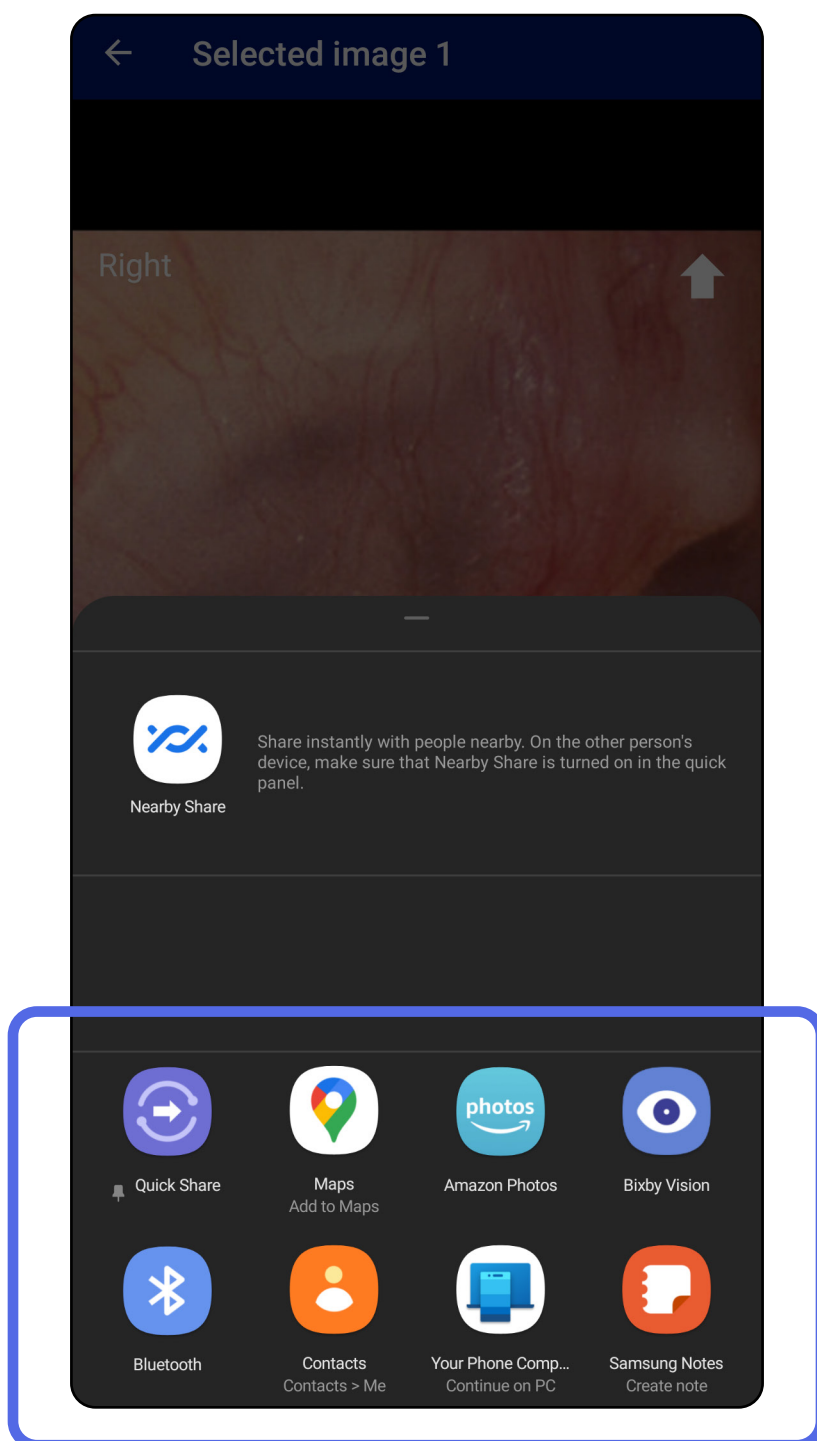 Selected image 1
Right
Share instantly with people nearby. On the other person's
device, make sure that Nearby Share is turned on in the quick
panel.
Nearby Share
photos
Quick Share
Maps
Amazon Photos
Bixby Vision
Add to Maps
Bluetooth
Contacts
Your Phone Comp...
Samsung Notes
Contacts > Me
Continue on PC
Create note